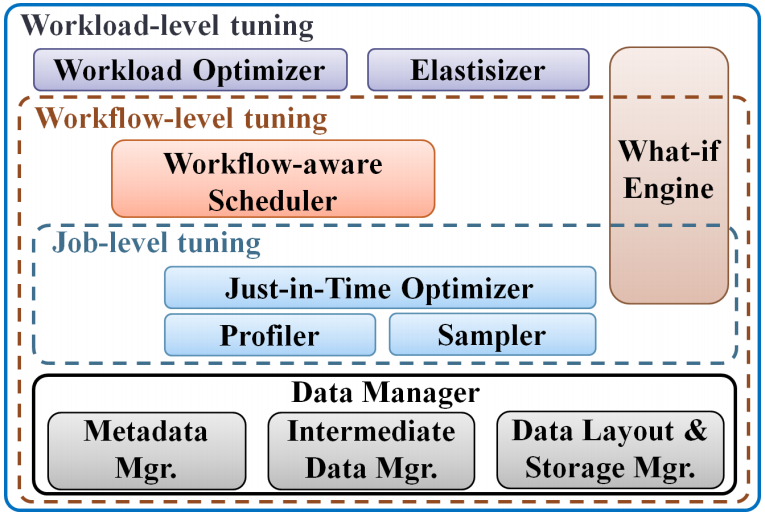 Workload-level tuning
Workload Optimizer
Elastisizer
Workflow-level tuning
What-if
Engine
Workflow-aware
Scheduler
Job-level tuning
Just-in-Time Optimizer
Profiler
Sampler
Data Manager
Metadata
Mgr.
Intermediate
Data Mgr.
Data Layout &
Storage Mgr.